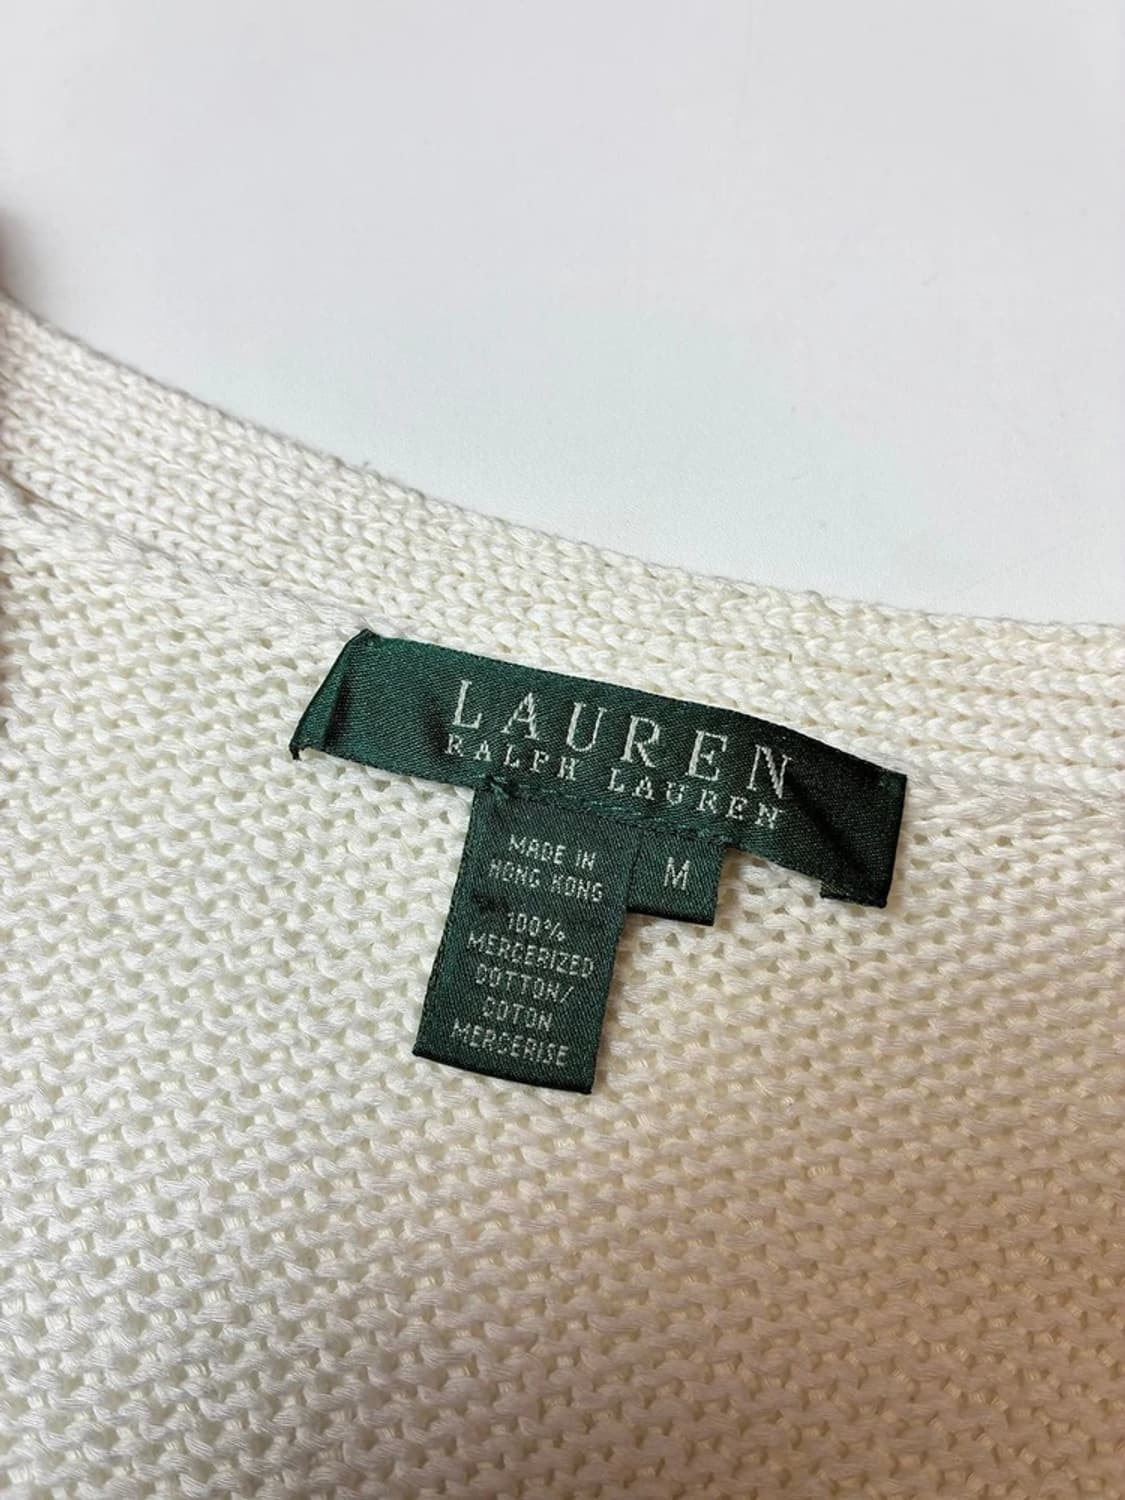 LAUREN
RALPH LAUREN
MADE IN
HONG KONG
M
100%
MERCERIZED
COTTON/
COTON
MERCERISE